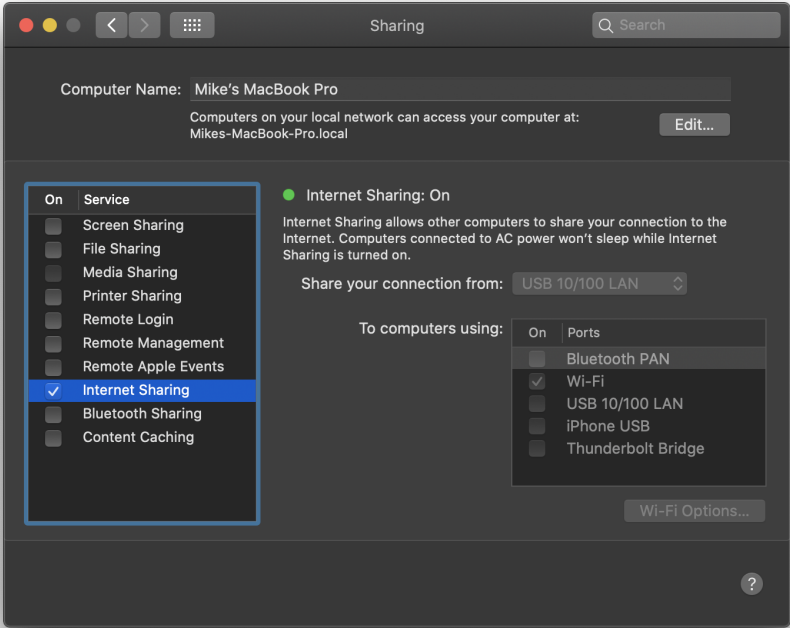 Sharing
Search
Computer Name: Mike's MacBook Pro
Computers on your local network can access your computer at:
Mikes-MacBook-Pro.local
Edit...
On Service
Screen Sharing
File Sharing
Media Sharing
Printer Sharing
Remote Login
Remote Management
Remote Apple Events
Internet Sharing
Bluetooth Sharing
Content Caching
Internet Sharing: On
Internet Sharing allows other computers to share your connection to the
Internet. Computers connected to AC power won't sleep while Internet
Sharing is turned on.
Share your connection from: USB 10/100 LAN
To computers using:
On Ports
Bluetooth PAN
Wi-Fi
USB 10/100 LAN
iPhone USB
Thunderbolt Bridge
Wi-Fi Options...
?